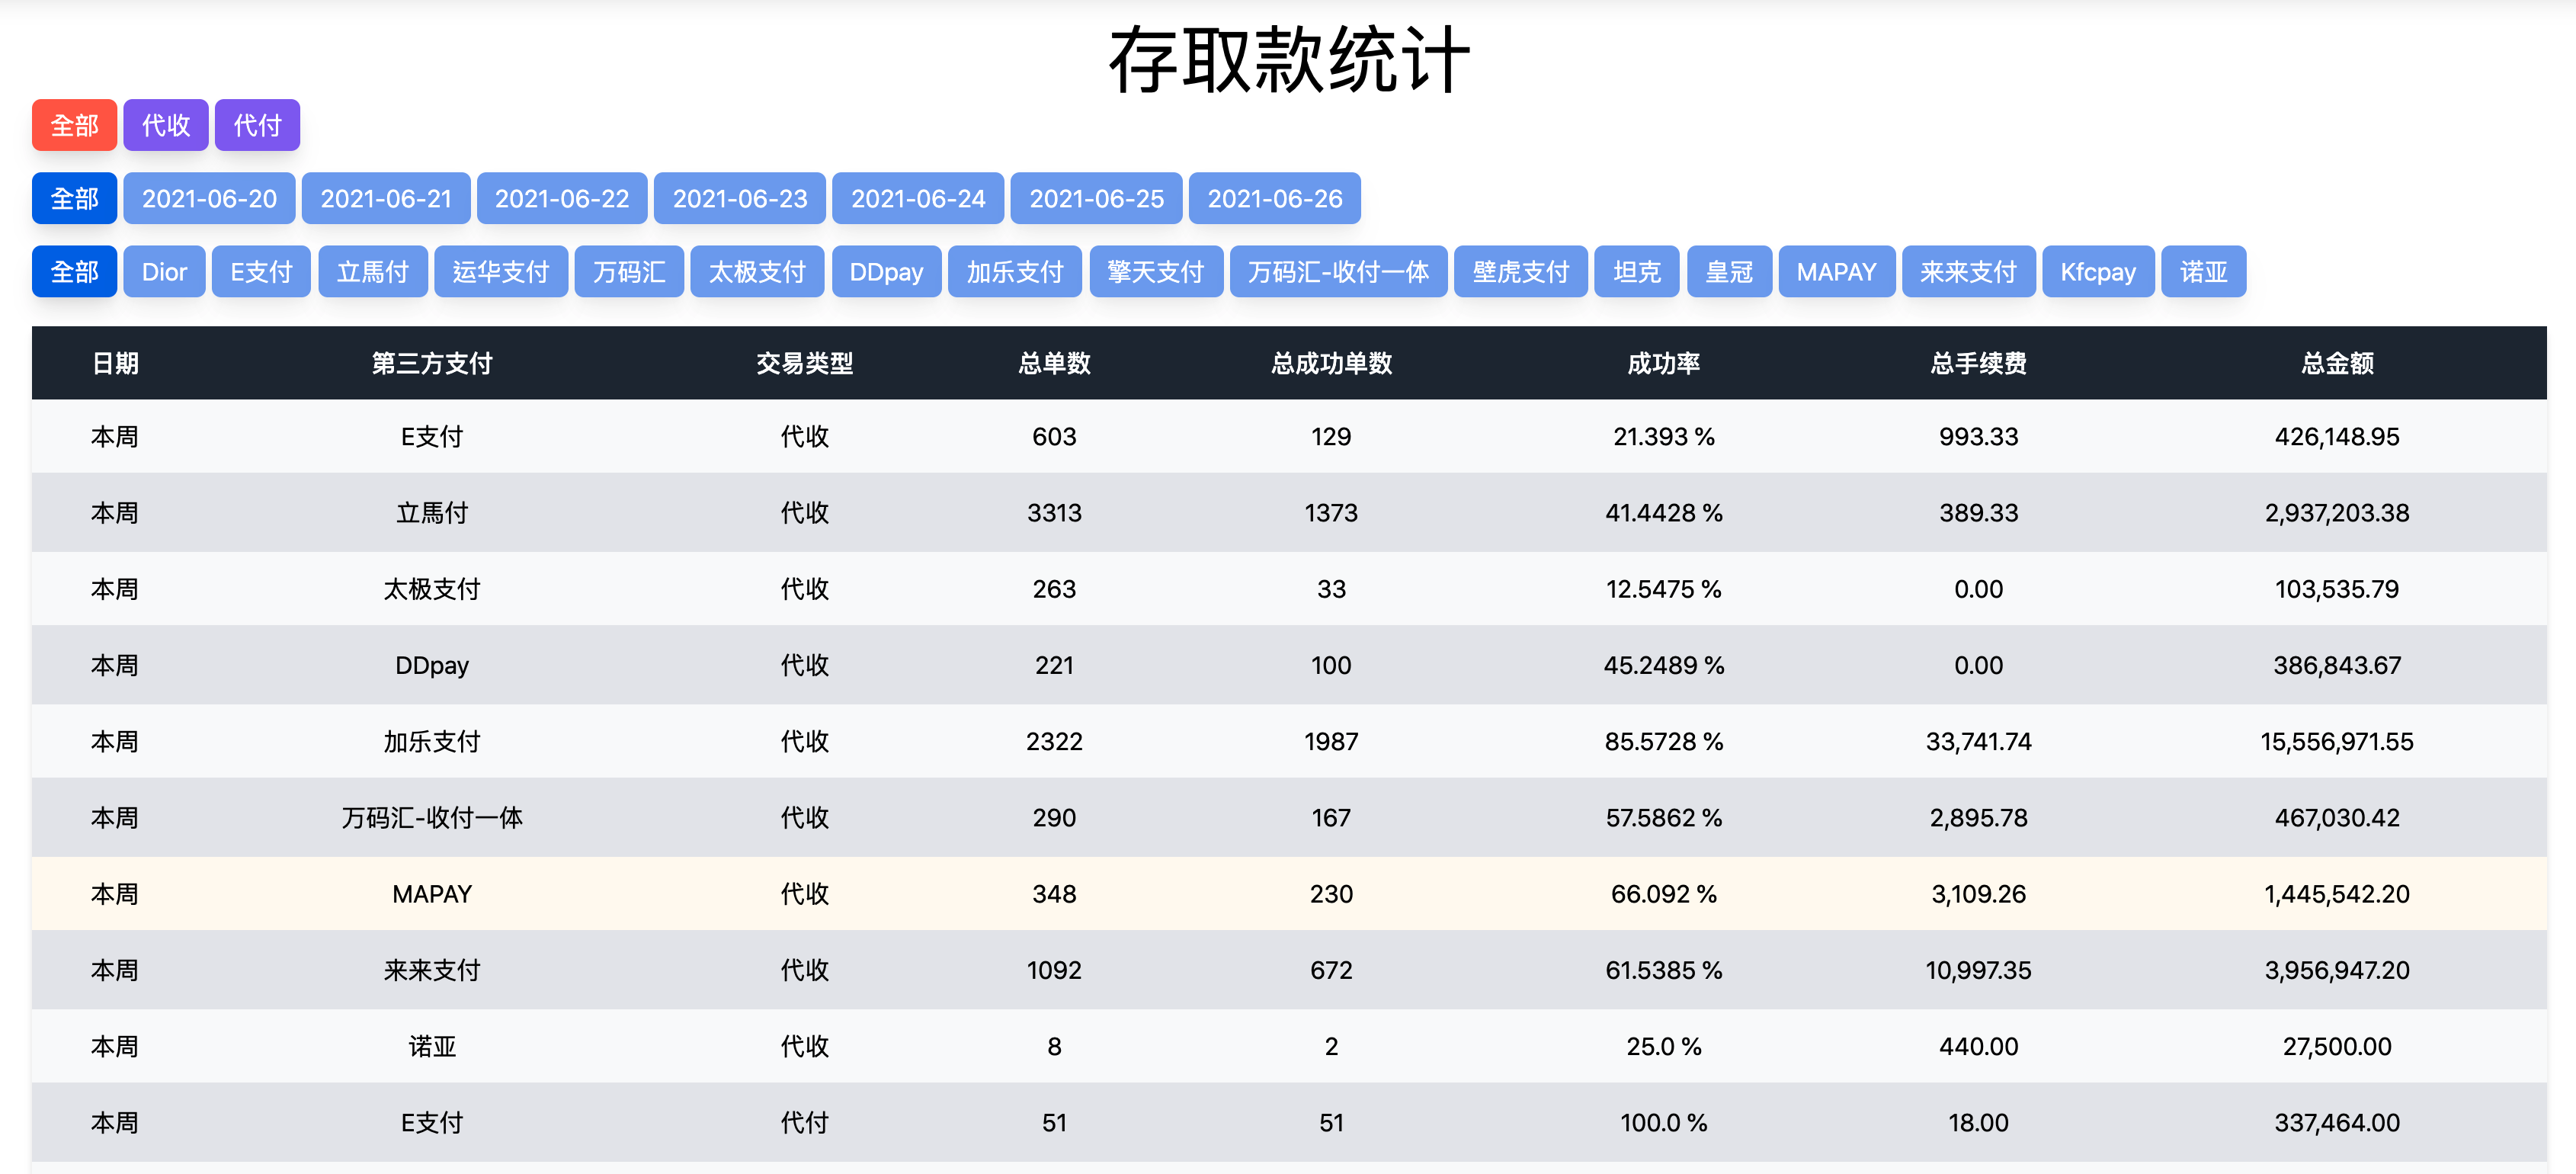 存取款统计
全部 代收 代付
全部 2021-06-20 2021-06-21 2021-06-22 2021-06-23 2021-06-24 2021-06-25 2021-06-26
全部 Dior E支付 立馬付 运华支付 万码汇 太极支付 DDpay 加乐支付 擎天支付 万码汇-收付一体 壁虎支付 坦克 皇冠 MAPAY 来来支付 Kfcpay 诺亚
日期 第三方支付 交易类型 总单数 总成功单数 成功率 总手续费 总金额
本周 E支付 代收 603 129 21.393 % 993.33 426,148.95
本周 立馬付 代收 3313 1373 41.4428 % 389.33 2,937,203.38
本周 太极支付 代收 263 33 12.5475 % 0.00 103,535.79
本周 DDpay 代收 221 100 45.2489 % 0.00 386,843.67
本周 加乐支付 代收 2322 1987 85.5728 % 33,741.74 15,556,971.55
本周 万码汇-收付一体 代收 290 167 57.5862 % 2,895.78 467,030.42
本周 MAPAY 代收 348 230 66.092 % 3,109.26 1,445,542.20
本周 来来支付 代收 1092 672 61.5385 % 10,997.35 3,956,947.20
本周 诺亚 代收 8 2 25.0 % 440.00 27,500.00
本周 E支付 代付 51 51 100.0 % 18.00 337,464.00